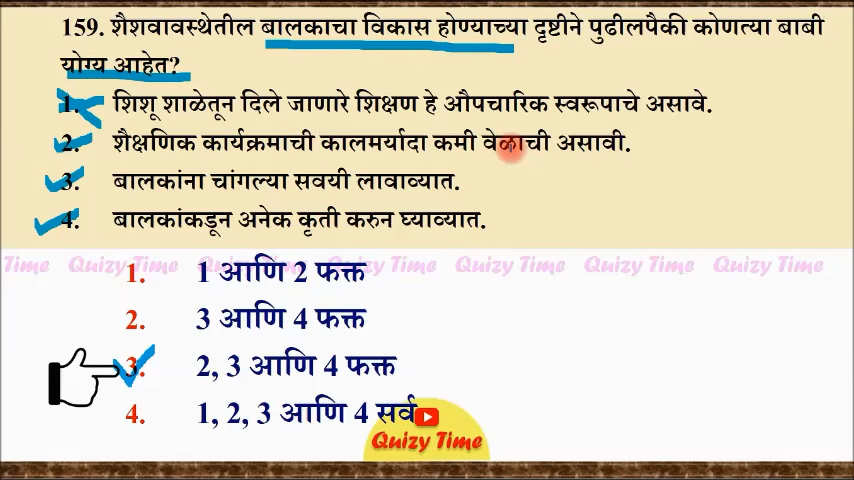 159. शैशवावस्थेतील बालकाचा विकास होण्याच्या दृष्टीने पुढीलपैकी कोणत्या बाबी
योग्य आहेत?
1. शिशू शाळेतून दिले जाणारे शिक्षण हे औपचारिक स्वरूपाचे असावे.
2. शैक्षणिक कार्यक्रमाची कालमर्यादा कमी वेळाची असावी.
3. बालकांना चांगल्या सवयी लावाव्यात.
4. बालकांकडून अनेक कृती करुन घ्याव्यात.
Time Quizy Time Quizy Time Quizy Time Quizy Time Quizy Time Quizy Time
1. 1 आणि 2 फक्त
2. 3 आणि 4 फक्त
3. 2, 3 आणि 4 फक्त
4. 1, 2, 3 आणि 4 सर्व
Quizy Time